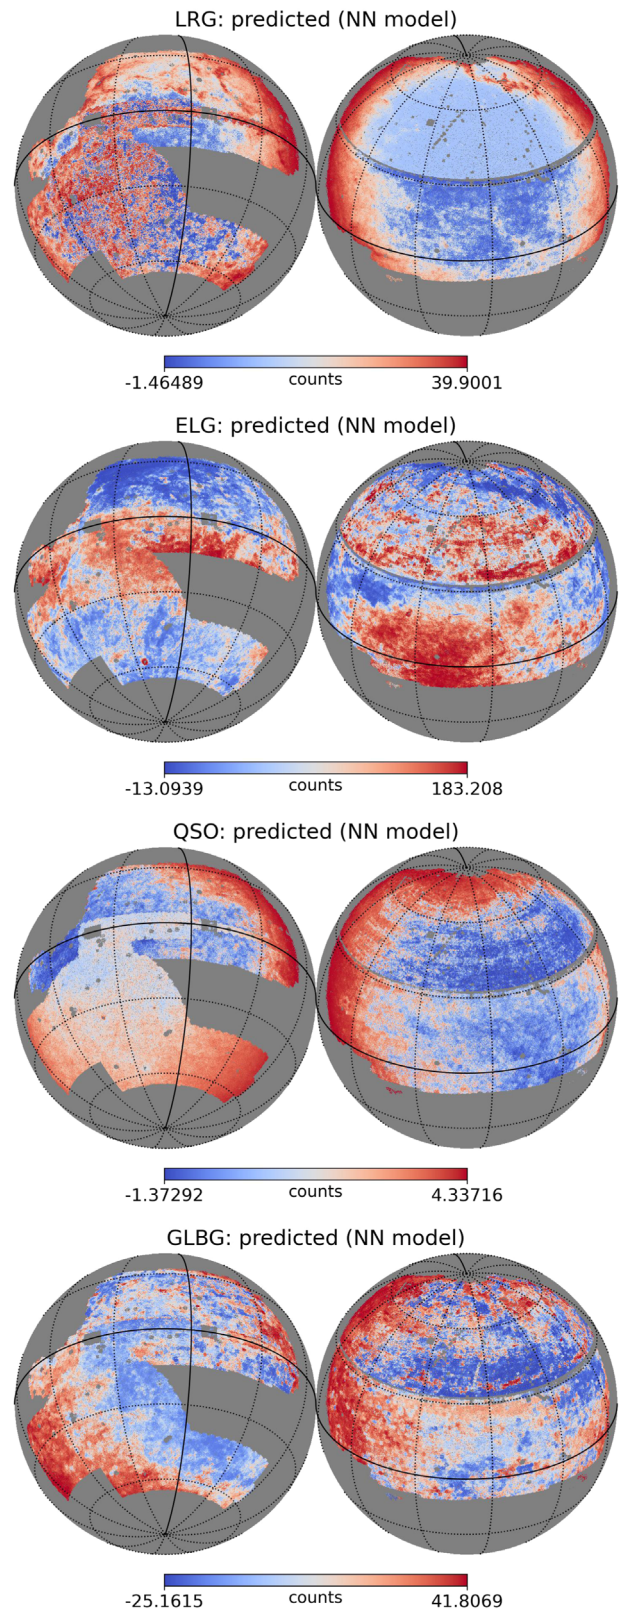 LRG: predicted (NN model)
-1.46489 counts 39.9001
ELG: predicted (NN model)
-13.0939 counts 183.208
QSO: predicted (NN model)
-1.37292 counts 4.33716
GLBG: predicted (NN model)
-25.1615 counts 41.8069